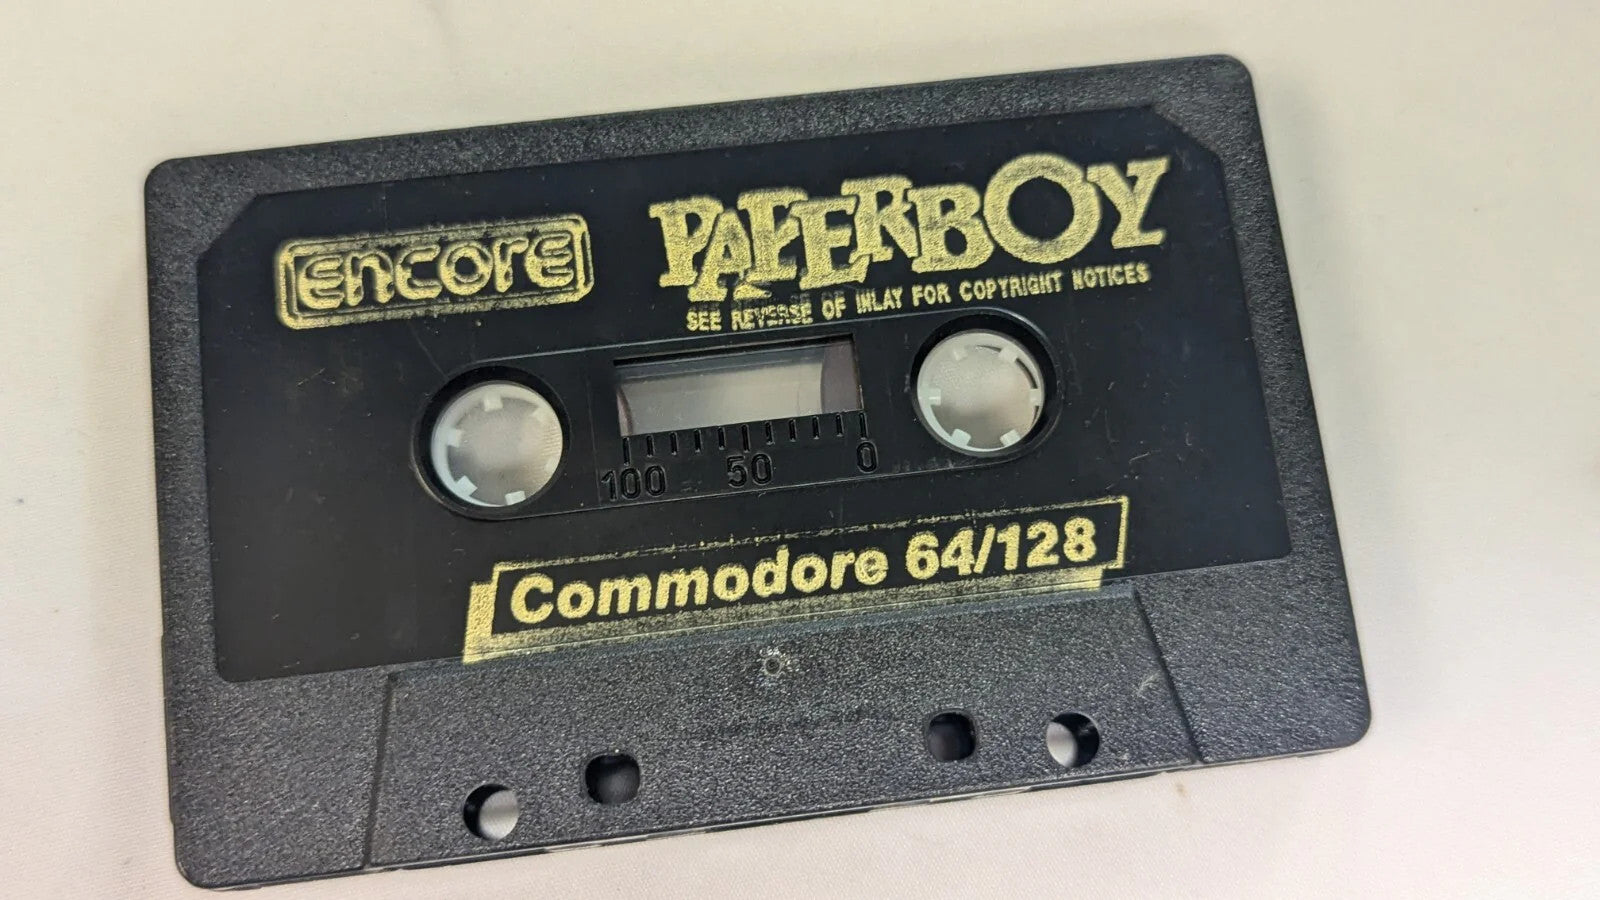 ENCORE
PAPERBOY
SEE REVERSE OF INLAY FOR COPYRIGHT NOTICES
100 50 0
Commodore 64/128